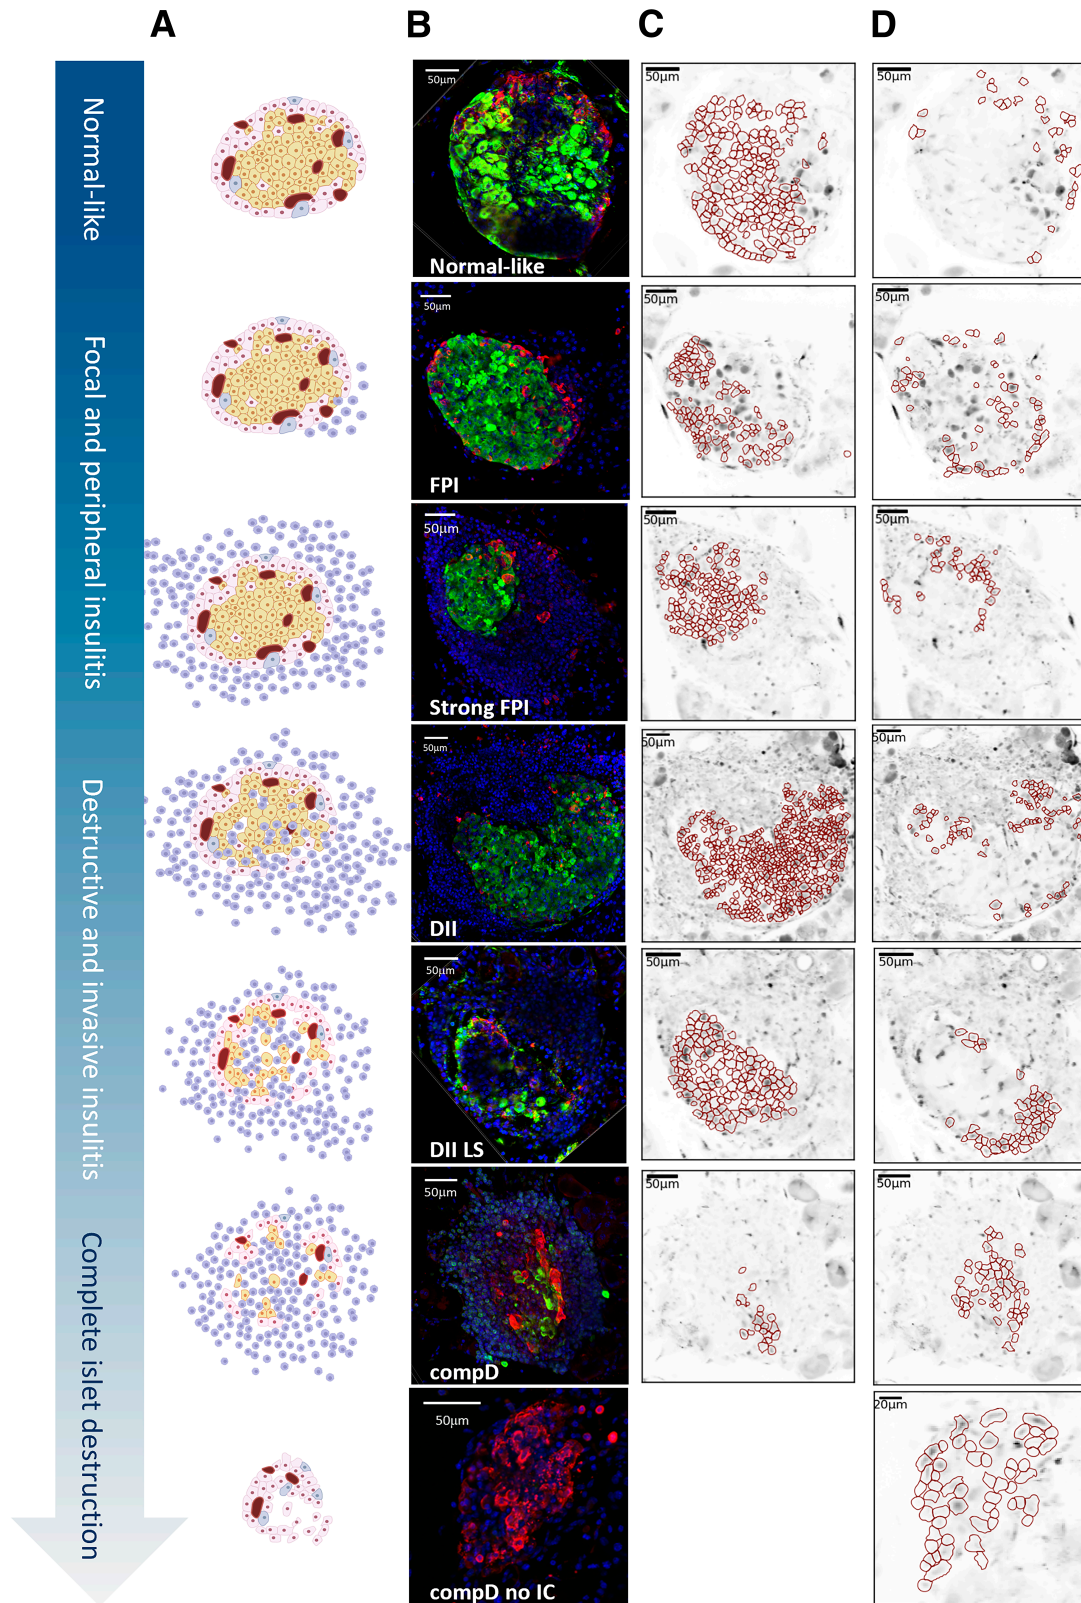 A
B
C
D
Normal-like
Focal and peripheral insulitis
Destructive and invasive insulitis
Complete islet destruction
50µm
Normal-like
50µm
50µm
50µm
FPI
50µm
50µm
50µm
Strong FPI
50µm
50µm
50µm
DII
50µm
50µm
50µm
DII LS
50µm
50µm
50µm
compD
50µm
50µm
50µm
compD no IC
20µm